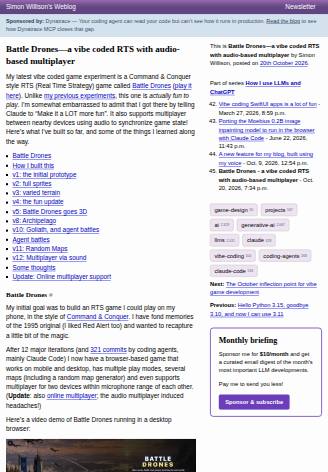 Simon Willison's Weblog
Newsletter
Sponsored by: Dynatrace — Your coding agent can read your code but can't see how it runs in production. Read the blog to see
how Dynatrace MCP closes that gap.
Battle Drones—a vibe coded RTS with audio-
based multiplayer
My latest vibe coded game experiment is a Command & Conquer
style RTS (Real Time Strategy) game called Battle Drones (play it
here). Unlike my previous experiments, this one is actually fun to
play. I'm somewhat embarrassed to admit that I got there by telling
Claude to "Make it a LOT more fun". It also supports multiplayer
between nearby devices using audio to synchronize game state!
Here's what I've built so far, and some of the things I learned along
the way.
Battle Drones
How I built this
v1: the initial prototype
v2: full sprites
v3: varied terrain
v4: the fun update
v5: Battle Drones goes 3D
v8: Archipelago
v10: Goliath, and agent battles
Agent battles
v11: Random Maps
v12: Multiplayer via sound
Some thoughts
Update: Online multiplayer support!
Battle Drones #
My initial goal was to build an RTS game I could play on my
phone, in the style of Command & Conquer. I have fond memories
of the 1995 original (I liked Red Alert too) and wanted to recapture
a little bit of the magic.
After 12 major iterations (and 321 commits by coding agents,
mainly Claude Code) I now have a browser-based game that
works on mobile and desktop, has multiple play modes, several
maps (including a random map generator) and even supports
multiplayer for two devices within microphone range of each other.
(Update: also online multiplayer; the audio multiplayer induced
headaches!)
Here's a video demo of Battle Drones running in a desktop
browser:
BATTLE
DRONES
This is Battle Drones—a vibe coded RTS
with audio-based multiplayer by Simon
Willison, posted on 20th October 2026.
Part of series How I use LLMs and
ChatGPT
42. Vibe coding SwiftUI apps is a lot of fun -
March 27, 2026, 8:59 p.m.
43. Porting the Moebius 0.2B image
inpainting model to run in the browser
with Claude Code - June 22, 2026,
11:43 p.m.
44. A new feature for my blog, built using
my voice - Oct. 9, 2026, 12:54 p.m.
45. Battle Drones - a vibe coded RTS
with audio-based multiplayer - Oct.
20, 2026, 7:34 p.m.
game-design
projects
ai
generative-ai
llms
claude
vibe-coding
coding-agents
claude-code
Next: The October inflection point for vibe
game development
Previous: Hello Python 3.15, goodbye
3.10, and now I can use 3.11
Monthly briefing
Sponsor me for $10/month and get
a curated email digest of the month's
most important LLM developments.
Pay me to send you less!
Sponsor & subscribe